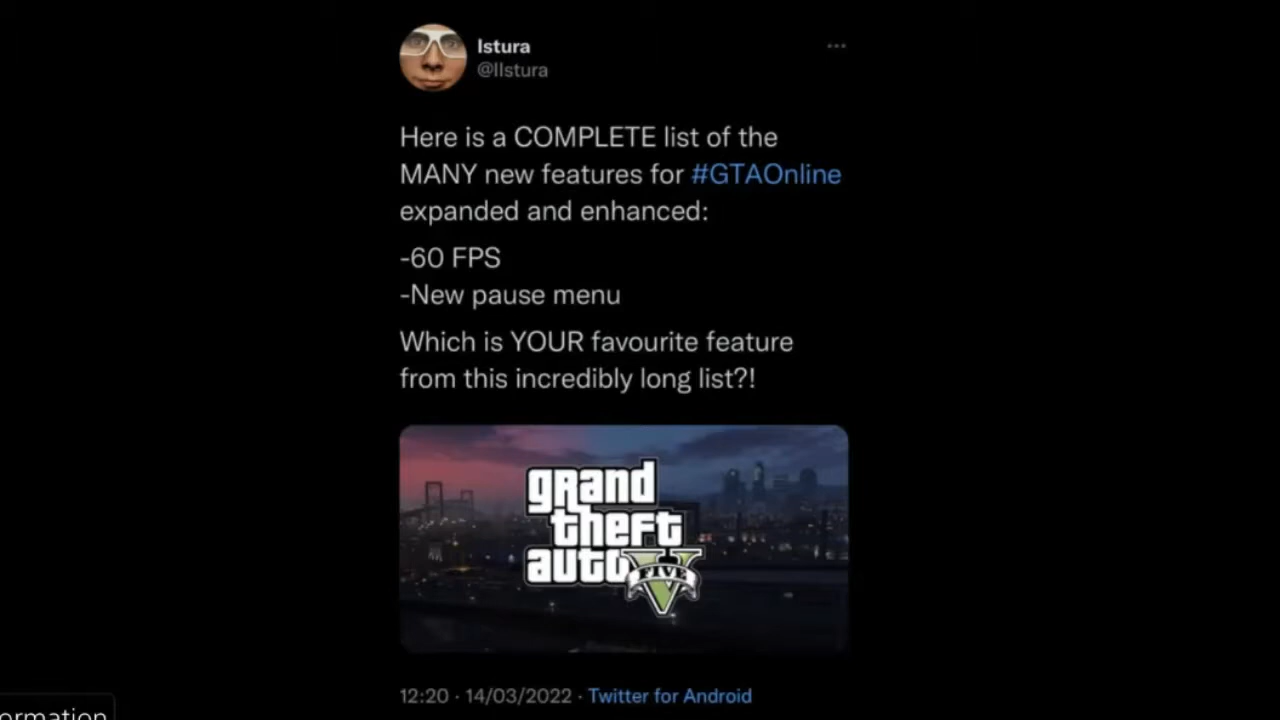 Istura
@IIstura
Here is a COMPLETE list of the
MANY new features for #GTAOnline
expanded and enhanced:
-60 FPS
-New pause menu
Which is YOUR favourite feature
from this incredibly long list?!
grand
theft
auto
FIVE
12:20 · 14/03/2022 · Twitter for Android